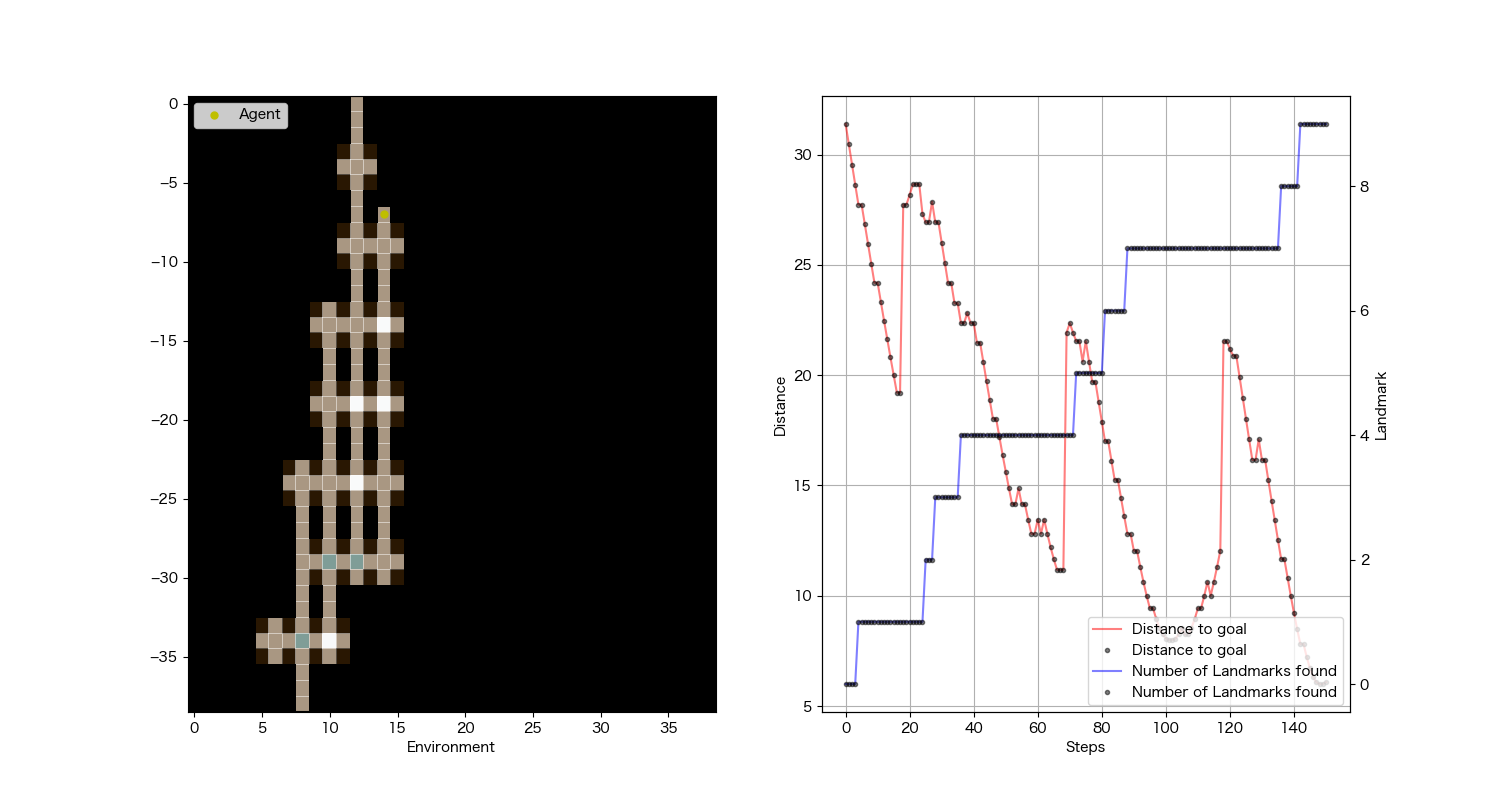 Agent
0
−5
−10
−15
−20
−25
−30
−35
0 5 10 15 20 25 30 35
Environment
Distance
30
25
20
15
10
5
8
6
4
2
0
Landmark
Distance to goal
Distance to goal
Number of Landmarks found
Number of Landmarks found
0 20 40 60 80 100 120 140
Steps